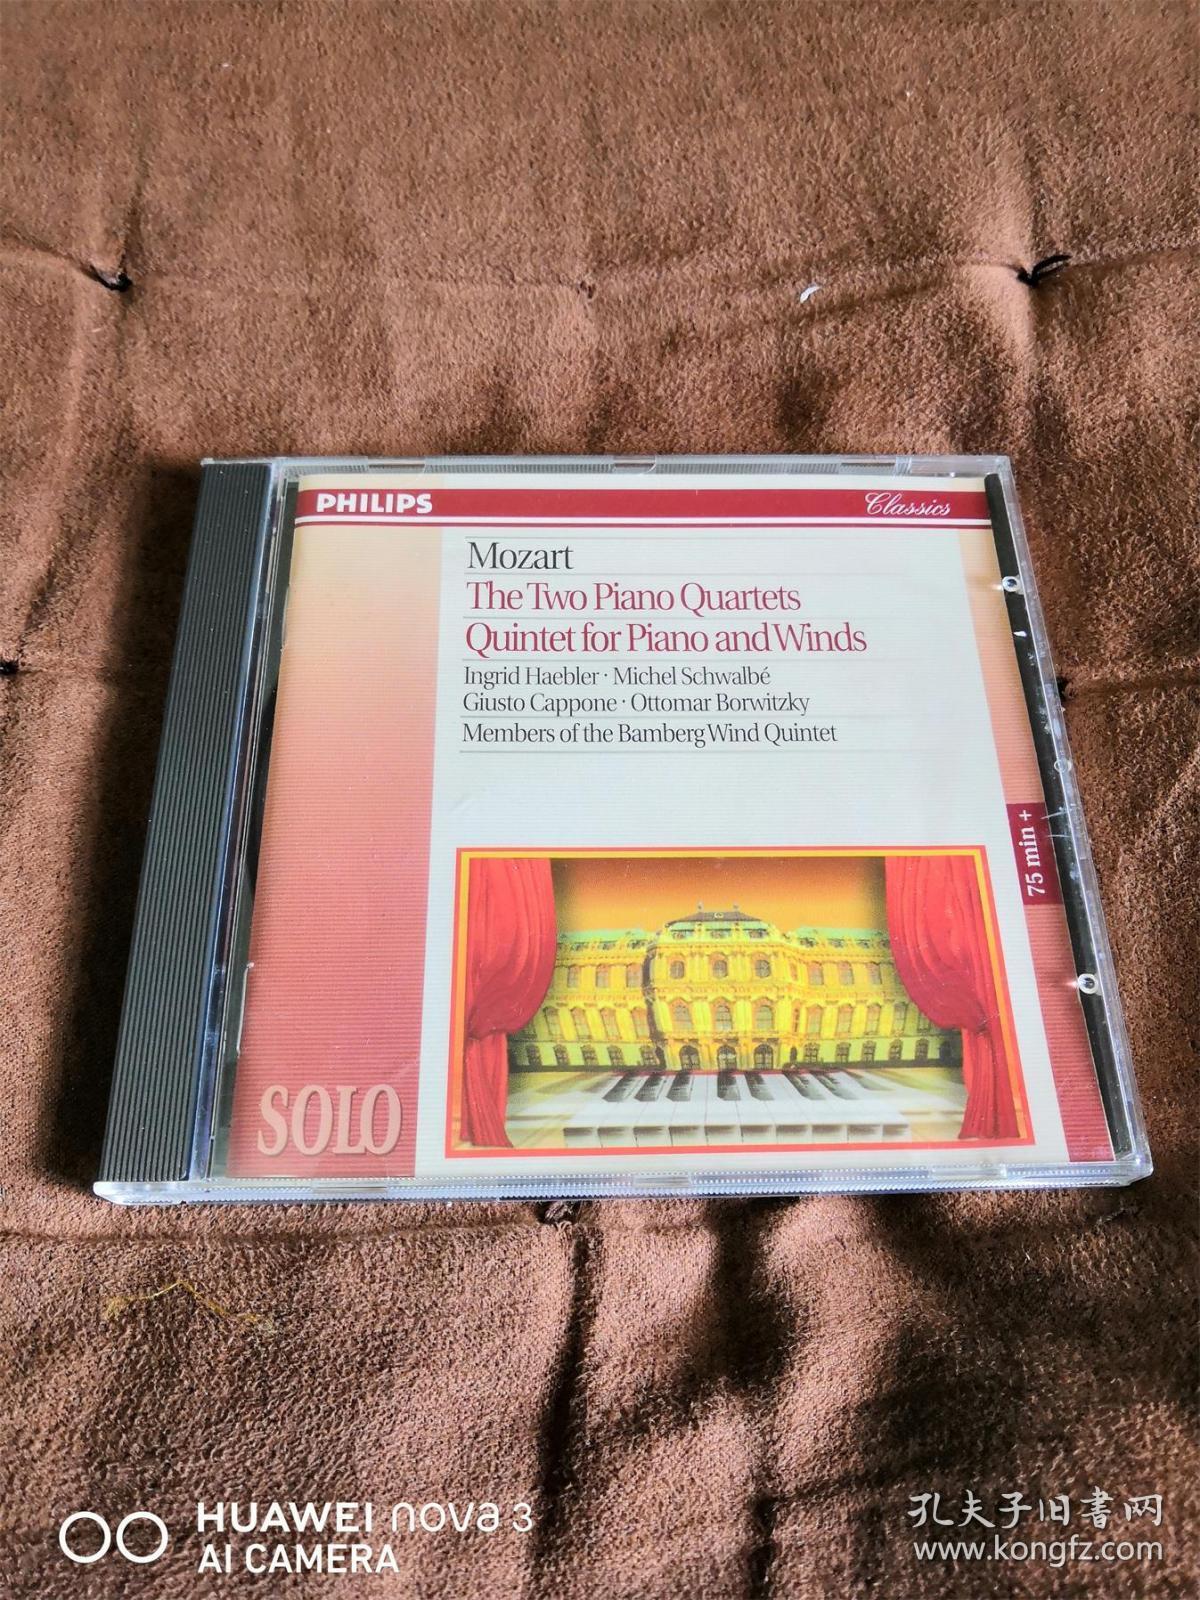 PHILIPS
Classics
Mozart
The Two Piano Quartets
Quintet for Piano and Winds
Ingrid Haebler · Michel Schwalbé
Giusto Cappone · Ottomar Borwitzky
Members of the Bamberg Wind Quintet
75 min +
SOLO
HUAWEI nova 3
AI CAMERA
孔夫子旧書网
www.kongfz.com